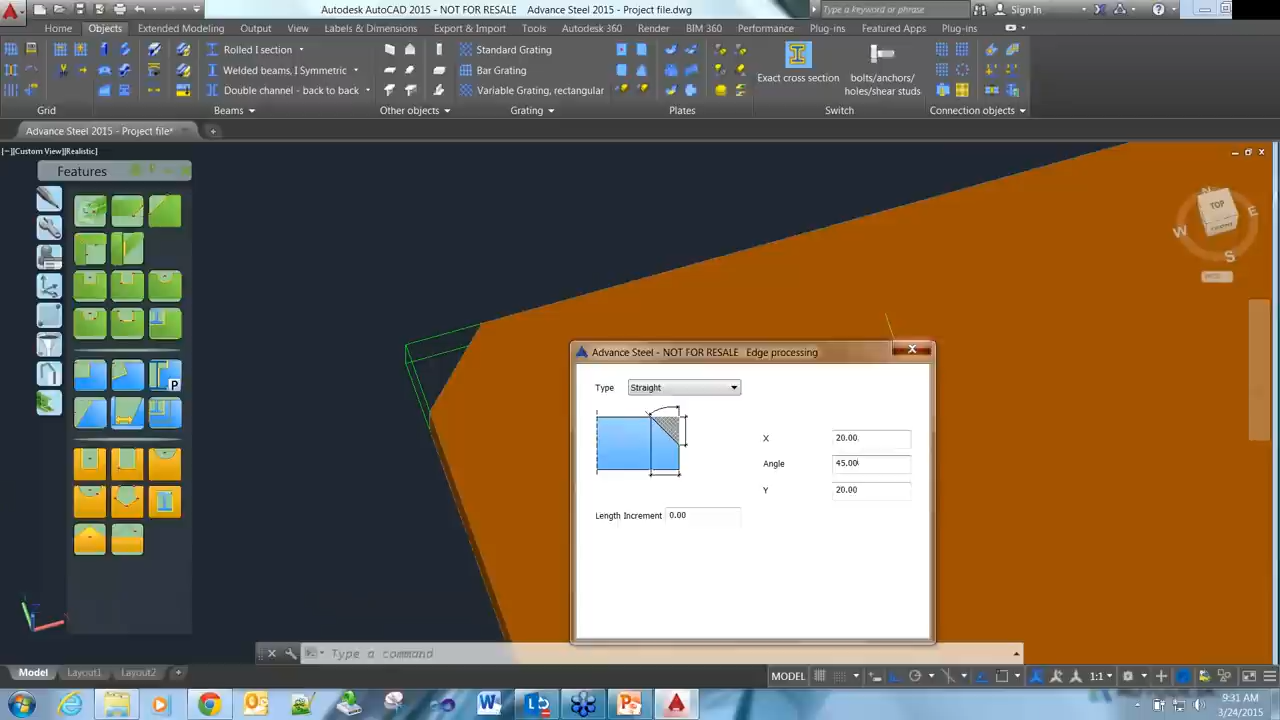 Autodesk AutoCAD 2015 - NOT FOR RESALE Advance Steel - Project file.dwg
Type a keyword or phrase
Sign In
Home Objects Extended Modeling Output View Labels & Dimensions Export & Import Tools Autodesk 360 Render BIM 360 Performance Plug-ins Featured Apps Plug-ins
Rolled I section
Standard Grating
Welded beams, I Symmetric
Bar Grating
Exact cross section
bolts/anchors/
holes/shear studs
Double channel - back to back
Variable Grating, rectangular
Grid Beams Other objects Grating Plates Switch Connection objects
Advance Steel 2015 - Project file*
[−][Custom View][Realistic]
Features
P
N
TOP
W
E
S
Advance Steel - NOT FOR RESALE Edge processing
Type Straight
X 20.00
Angle 45.00
Y 20.00
Length Increment 0.00
Type a command
Model Layout1 Layout2
MODEL
1:1
9:31 AM
3/24/2015